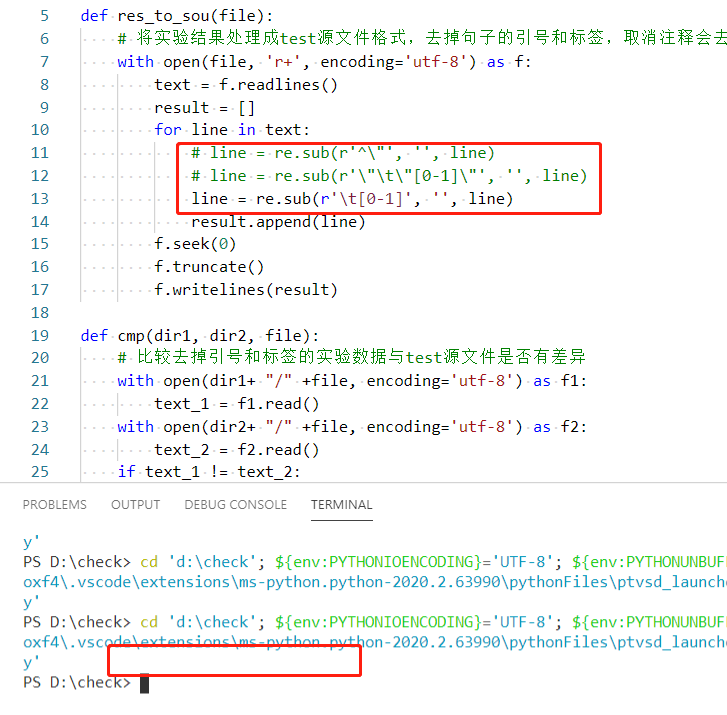 5 def res_to_sou(file):
6 # 将实验结果处理成test源文件格式，去掉句子的引号和标签，取消注释会去
7 with open(file, 'r+', encoding='utf-8') as f:
8 text = f.readlines()
9 result = []
10 for line in text:
11 # line = re.sub(r'^\"', '', line)
12 # line = re.sub(r'\"\t\"[0-1]\"', '', line)
13 line = re.sub(r'\t[0-1]', '', line)
14 result.append(line)
15 f.seek(0)
16 f.truncate()
17 f.writelines(result)
18
19 def cmp(dir1, dir2, file):
20 # 比较去掉引号和标签的实验数据与test源文件是否有差异
21 with open(dir1+ "/" +file, encoding='utf-8') as f1:
22 text_1 = f1.read()
23 with open(dir2+ "/" +file, encoding='utf-8') as f2:
24 text_2 = f2.read()
25 if text_1 != text_2:
PROBLEMS OUTPUT DEBUG CONSOLE TERMINAL
y'
PS D:\check> cd 'd:\check'; ${env:PYTHONIOENCODING}='UTF-8'; ${env:PYTHONUNBUF
oxf4\.vscode\extensions\ms-python.python-2020.2.63990\pythonFiles\ptvsd_launch
y'
PS D:\check> cd 'd:\check'; ${env:PYTHONIOENCODING}='UTF-8'; ${env:PYTHONUNBUF
oxf4\.vscode\extensions\ms-python.python-2020.2.63990\pythonFiles\ptvsd_launch
y'
PS D:\check>